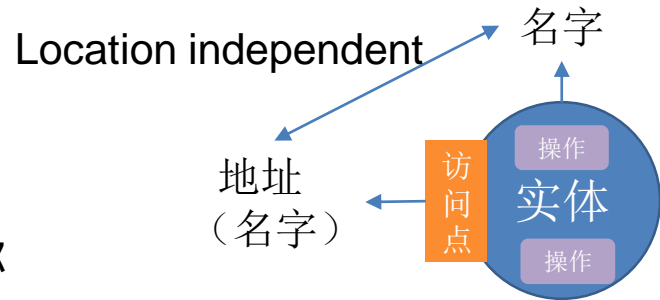 名字
Location independent
操作
访
问
点
实体
地址
（名字）
操作